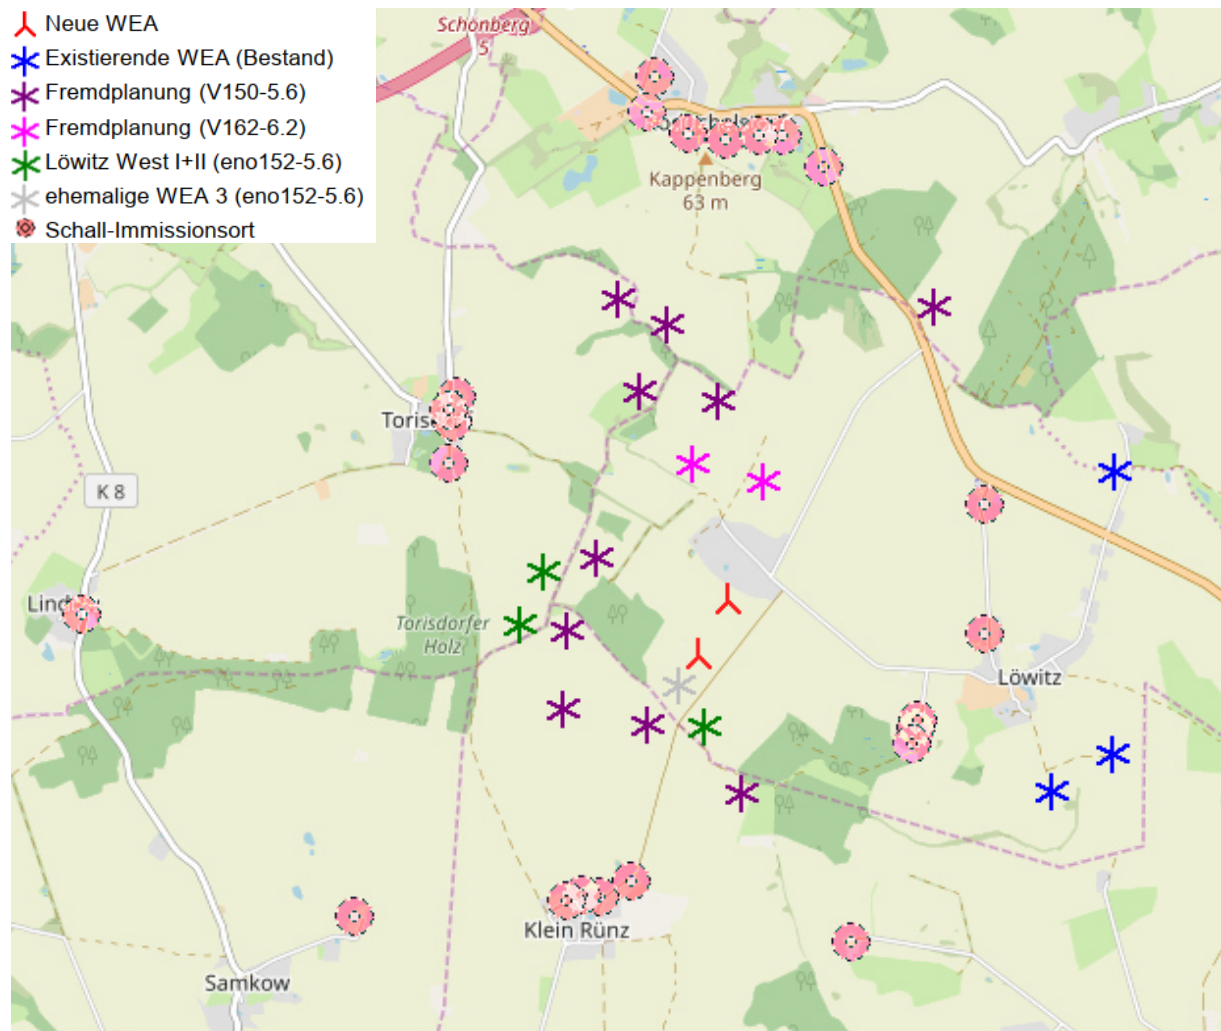 Neue WEA
Existierende WEA (Bestand)
Fremdplanung (V150-5.6)
Fremdplanung (V162-6.2)
Löwitz West I+II (eno152-5.6)
ehemalige WEA 3 (eno152-5.6)
Schall-Immissionsort
Schönberg
5
Kappenberg
63 m
K 8
Torisdorfer
Holz
Löwitz
Klein Rünz
Samkow